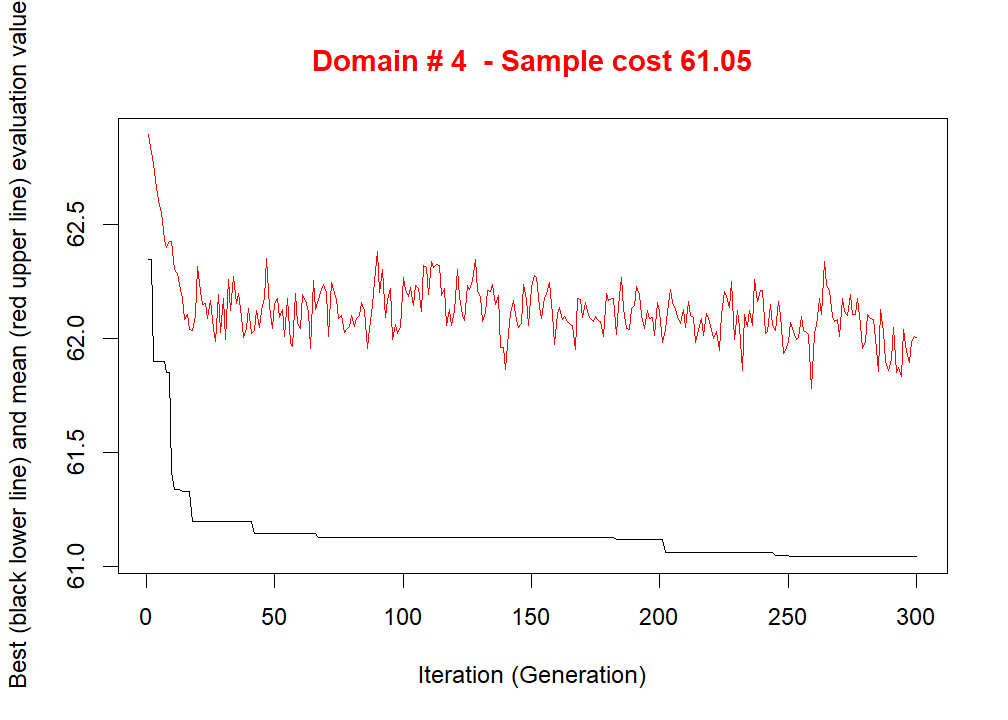 Domain # 4  - Sample cost 61.05
Best (black lower line) and mean (red upper line) evaluation value
62.5
62.0
61.5
61.0
0 50 100 150 200 250 300
Iteration (Generation)